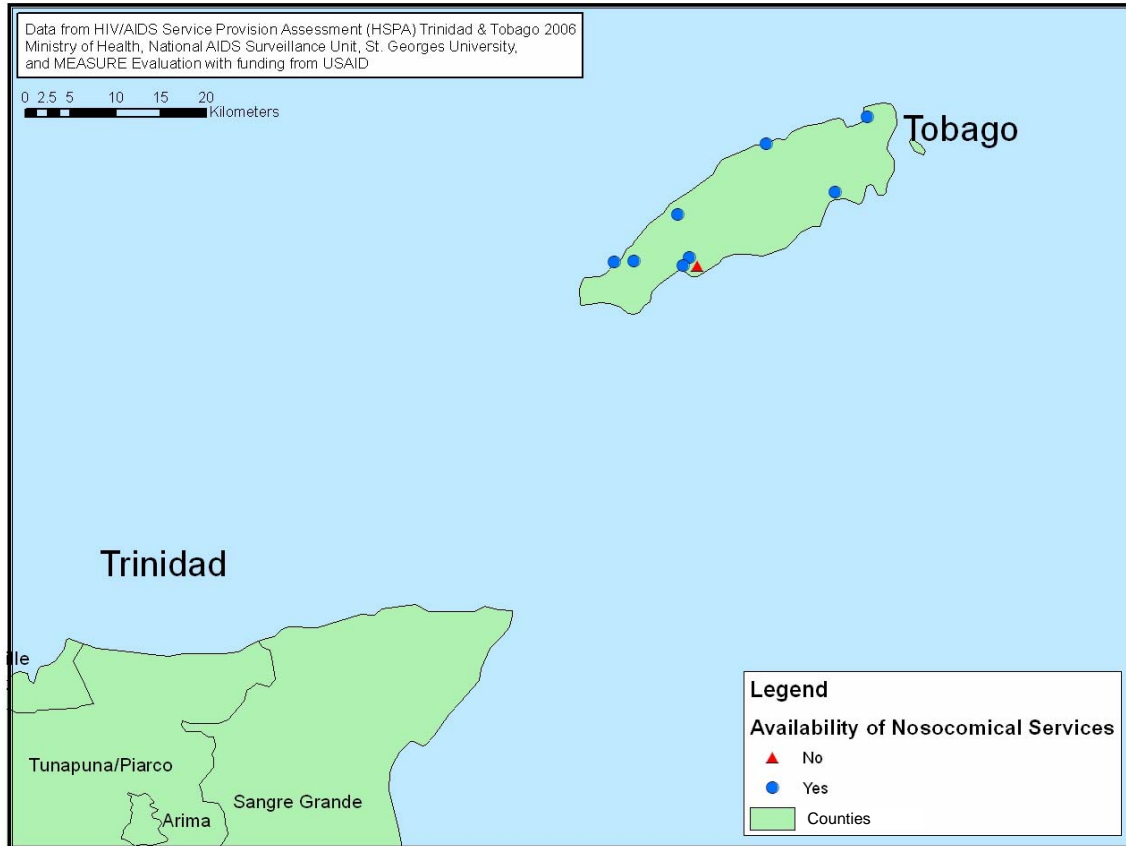 Data from HIV/AIDS Service Provision Assessment (HSPA) Trinidad & Tobago 2006
Ministry of Health, National AIDS Surveillance Unit, St. Georges University,
and MEASURE Evaluation with funding from USAID
0 2.5 5 10 15 20
Kilometers
Tobago
Trinidad
ille
Tunapuna/Piarco
Arima
Sangre Grande
Legend
Availability of Nosocomical Services
No
Yes
Counties